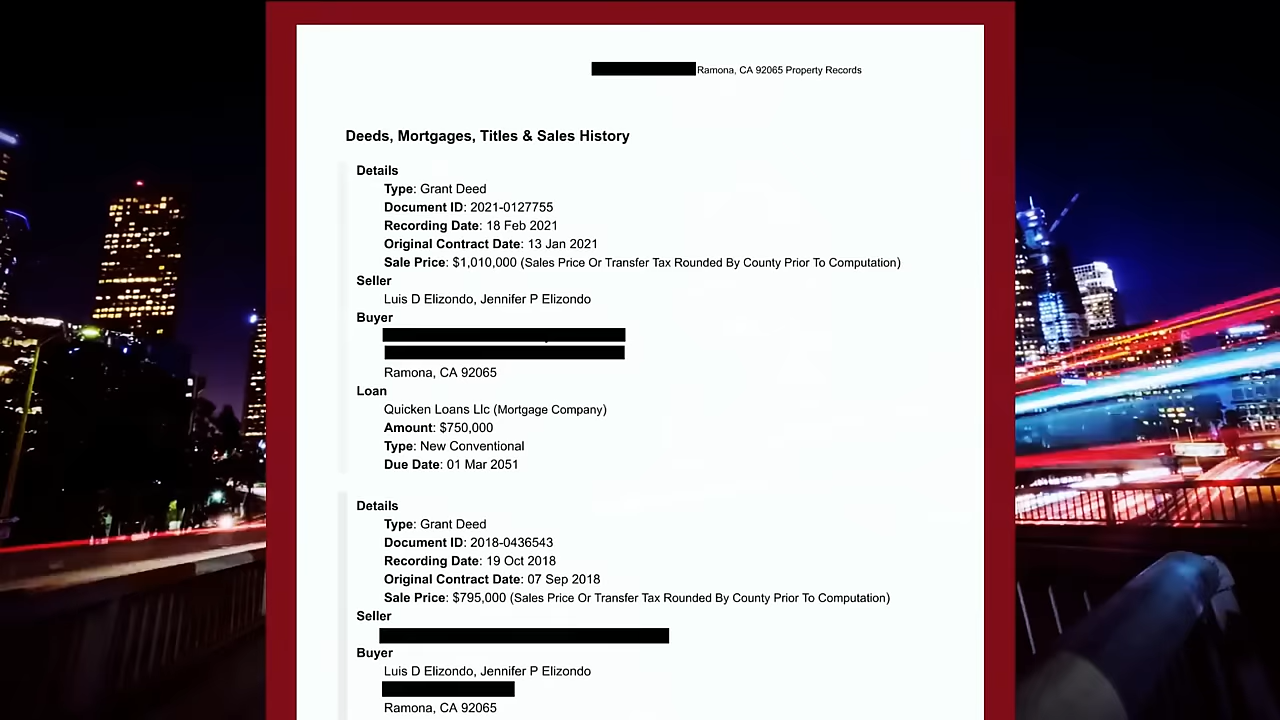 Ramona, CA 92065 Property Records
Deeds, Mortgages, Titles & Sales History
Details
Type: Grant Deed
Document ID: 2021-0127755
Recording Date: 18 Feb 2021
Original Contract Date: 13 Jan 2021
Sale Price: $1,010,000 (Sales Price Or Transfer Tax Rounded By County Prior To Computation)
Seller
Luis D Elizondo, Jennifer P Elizondo
Buyer
Ramona, CA 92065
Loan
Quicken Loans Llc (Mortgage Company)
Amount: $750,000
Type: New Conventional
Due Date: 01 Mar 2051
Details
Type: Grant Deed
Document ID: 2018-0436543
Recording Date: 19 Oct 2018
Original Contract Date: 07 Sep 2018
Sale Price: $795,000 (Sales Price Or Transfer Tax Rounded By County Prior To Computation)
Seller
Buyer
Luis D Elizondo, Jennifer P Elizondo
Ramona, CA 92065